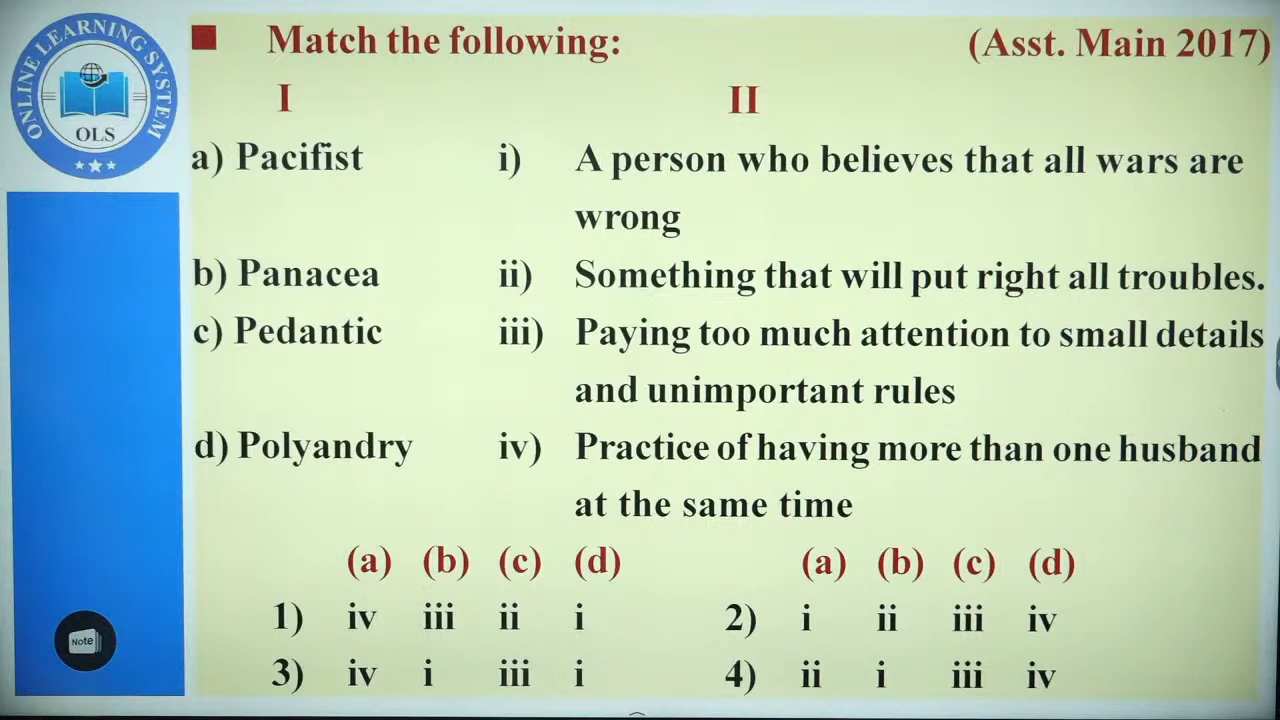 ONLINE LEARNING SYSTEM
OLS
■ Match the following: (Asst. Main 2017)
I II
a) Pacifist i) A person who believes that all wars are
wrong
b) Panacea ii) Something that will put right all troubles.
c) Pedantic iii) Paying too much attention to small details
and unimportant rules
d) Polyandry iv) Practice of having more than one husband
at the same time
(a) (b) (c) (d) (a) (b) (c) (d)
1) iv iii ii i 2) i ii iii iv
3) iv i iii i 4) ii i iii iv
Note